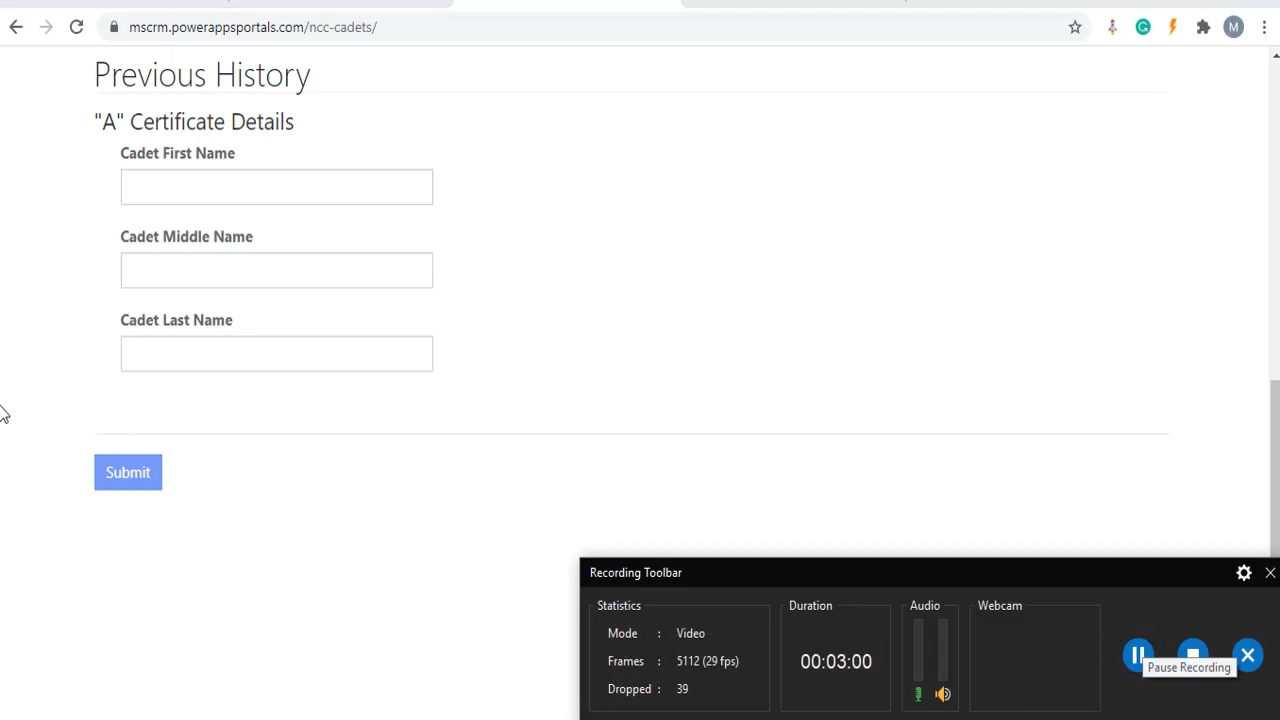 mscrm.powerappsportals.com/ncc-cadets/
M
Previous History
"A" Certificate Details
Cadet First Name
Cadet Middle Name
Cadet Last Name
Submit
Recording Toolbar
Statistics
Mode : Video
Frames : 5112 (29 fps)
Dropped : 39
Duration
00:03:00
Audio
Webcam
Pause Recording